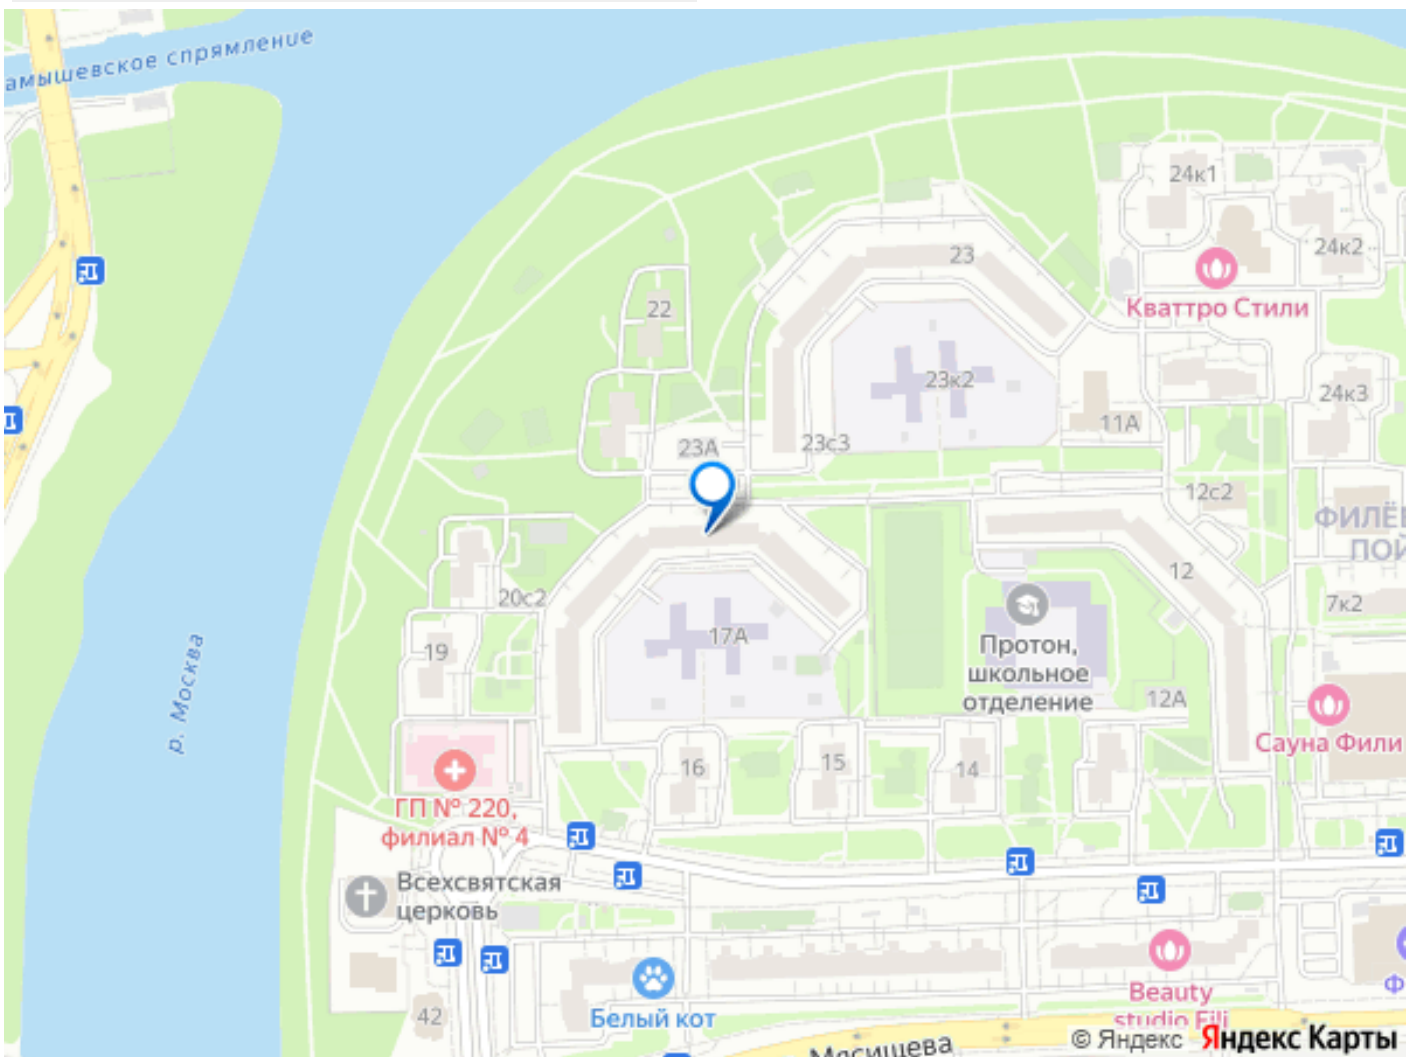 амышевское спрямление
24к1
24к2
23
Кваттро Стили
22
23к2
24к3
11А
23А
23с3
12с2
ФИЛЁВ
ПОЙ
12
7к2
20с2
17А
19
Протон,
школьное
отделение
12А
р. Москва
Сауна Фили
16
15
14
ГП № 220,
филиал № 4
Всехсвятская
церковь
42
Белый кот
Beauty
studio Fili
Ф
Мясищева
© Яндекс Яндекс Карты